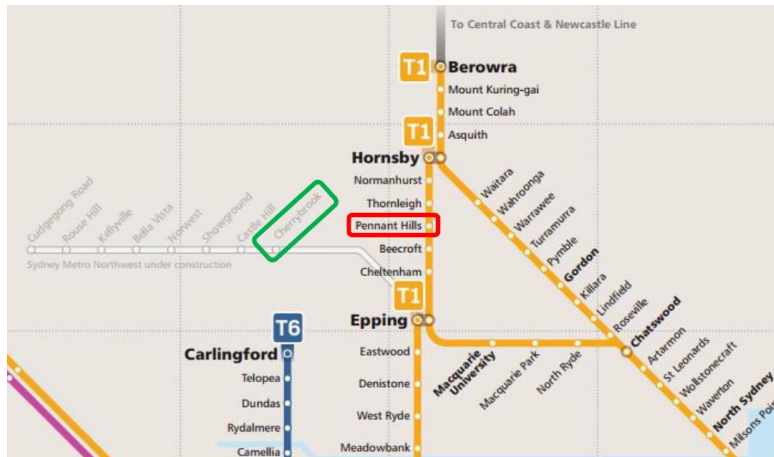 To Central Coast & Newcastle Line
T1
Berowra
Mount Kuring-gai
Mount Colah
T1
Asquith
Hornsby
Normanhurst
Thornleigh
Pennant Hills
Beecroft
Cheltenham
T1
Epping
Waitara
Wahroonga
Warrawee
Turramurra
Pymble
Gordon
Killara
Lindfield
Roseville
Chatswood
Artarmon
St Leonards
Wollstonecraft
Waverton
North Sydney
Milsons Poin
Cudgegong Road
Rouse Hill
Kellyville
Bella Vista
Norwest
Showground
Castle Hill
Cherrybrook
Sydney Metro Northwest under construction
T6
Carlingford
Telopea
Dundas
Rydalmere
Camellia
Eastwood
Denistone
West Ryde
Meadowbank
Macquarie
University
Macquarie Park
North Ryde